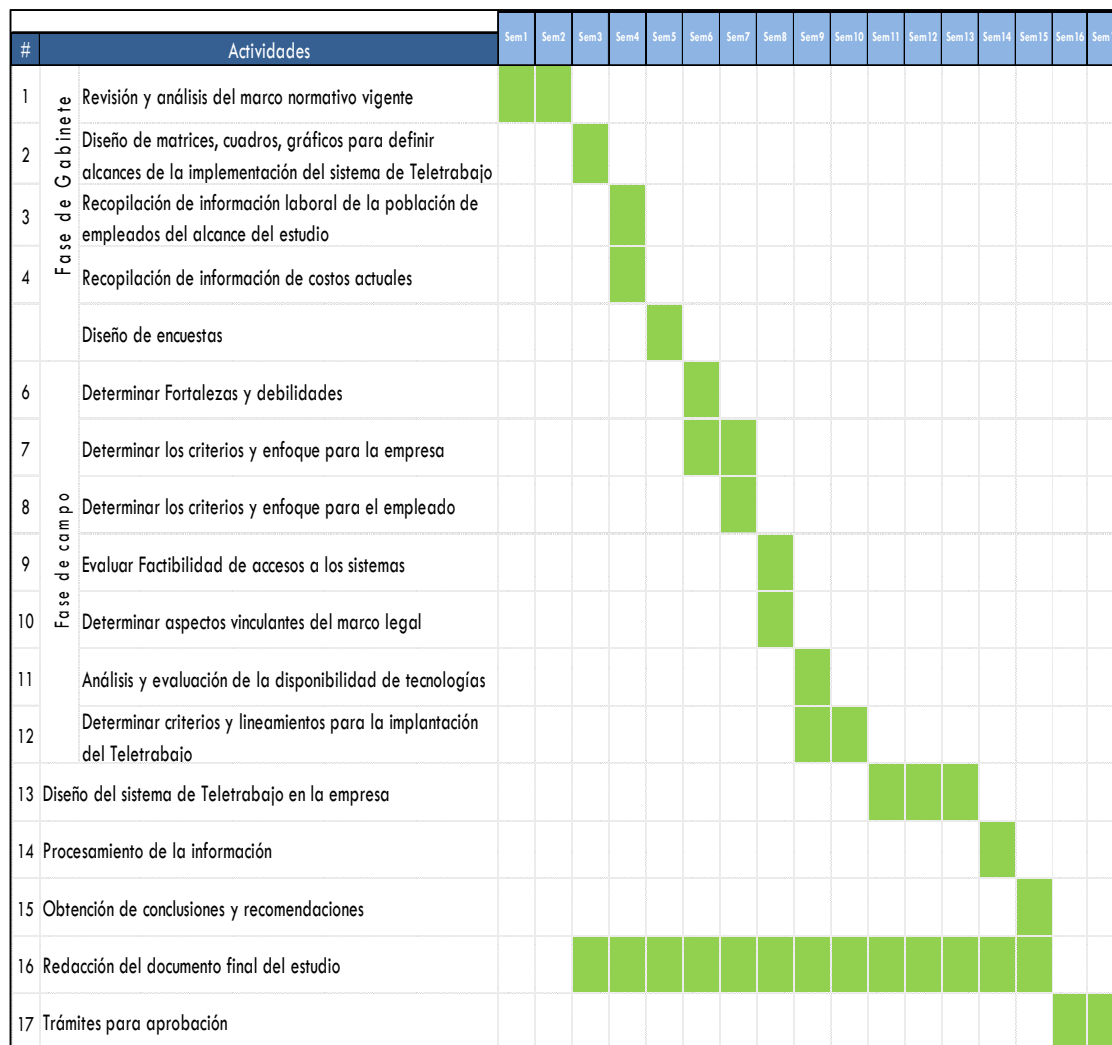 Sem1 Sem2 Sem3 Sem4 Sem5 Sem6 Sem7 Sem8 Sem9 Sem10 Sem11 Sem12 Sem13 Sem14 Sem15 Sem16
# Actividades
Fase de Gabinete
1 Revisión y análisis del marco normativo vigente
2 Diseño de matrices, cuadros, gráficos para definir
alcances de la implementación del sistema de Teletrabajo
3 Recopilación de información laboral de la población de
empleados del alcance del estudio
4 Recopilación de información de costos actuales
Diseño de encuestas
Fase de campo
6 Determinar Fortalezas y debilidades
7 Determinar los criterios y enfoque para la empresa
8 Determinar los criterios y enfoque para el empleado
9 Evaluar Factibilidad de accesos a los sistemas
10 Determinar aspectos vinculantes del marco legal
11 Análisis y evaluación de la disponibilidad de tecnologías
12 Determinar criterios y lineamientos para la implantación
del Teletrabajo
13 Diseño del sistema de Teletrabajo en la empresa
14 Procesamiento de la información
15 Obtención de conclusiones y recomendaciones
16 Redacción del documento final del estudio
17 Trámites para aprobación